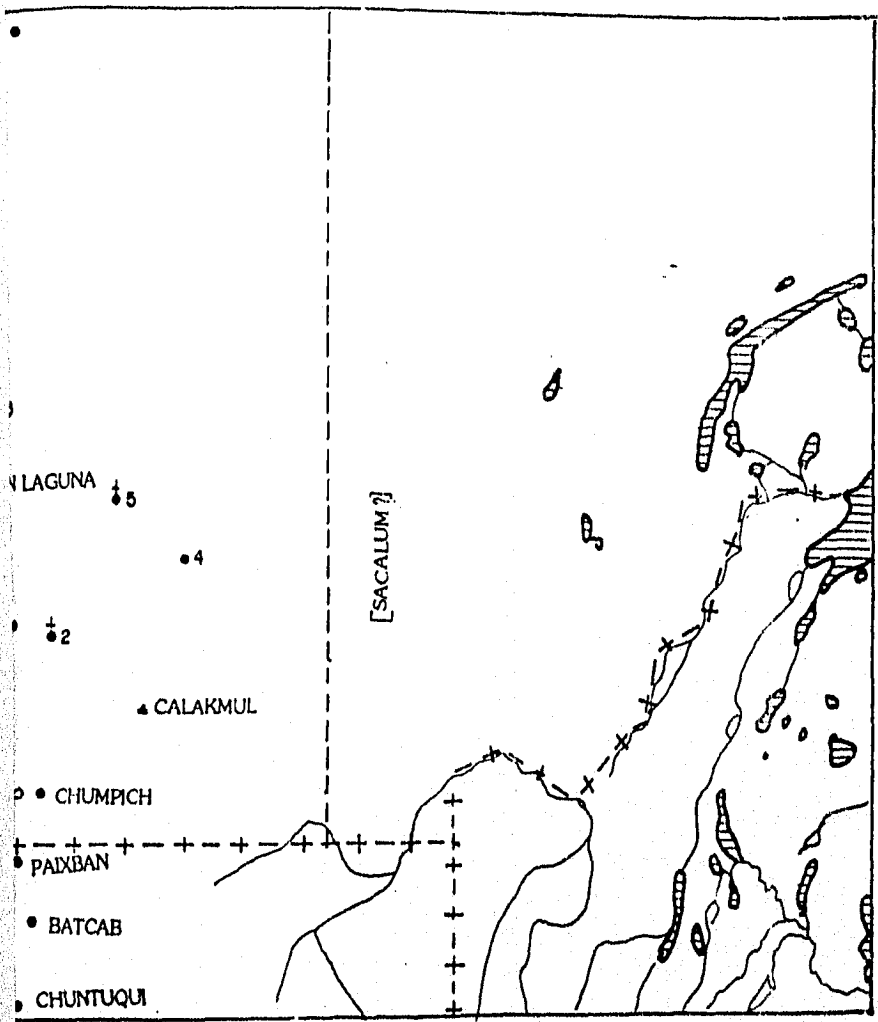 N LAGUNA
5
4
[SACALUM ?]
2
CALAKMUL
CHUMPICH
PAIXBAN
BATCAB
CHUNTUQUI